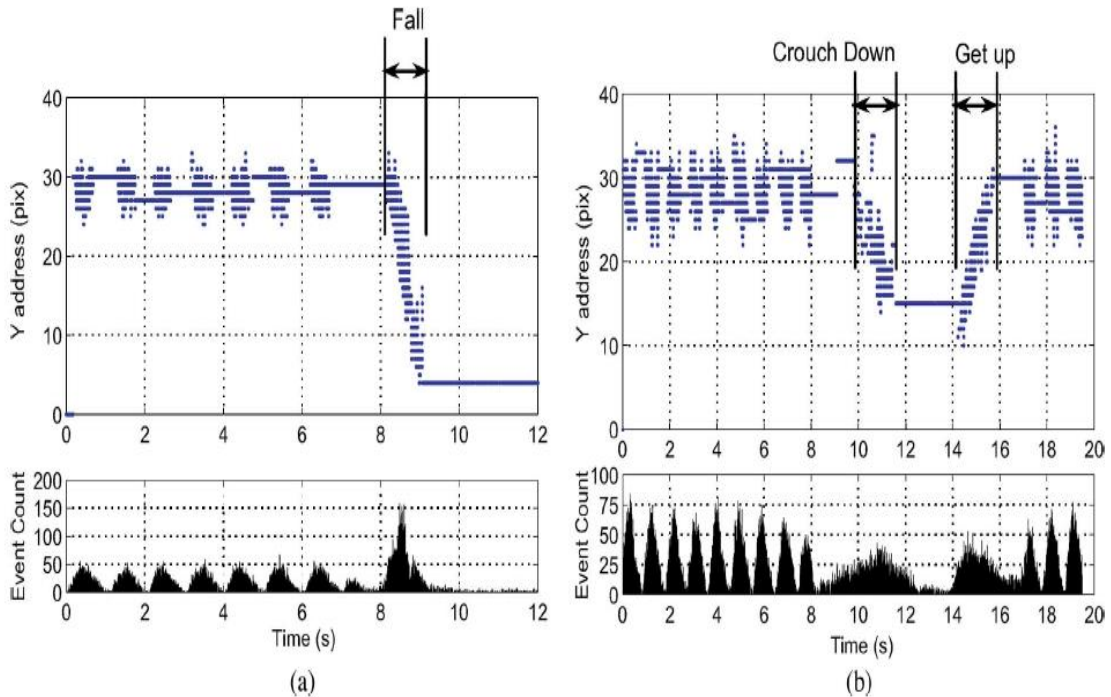 Fall
40
30
20
10
0
Y address (pix)
0 2 4 6 8 10 12
200
150
100
50
0
Event Count
0 2 4 6 8 10 12
Time (s)
(a)
Crouch Down Get up
40
30
20
10
0
Y address (pix)
0 2 4 6 8 10 12 14 16 18 20
100
75
50
25
0
Event Count
0 2 4 6 8 10 12 14 16 18 20
Time (s)
(b)